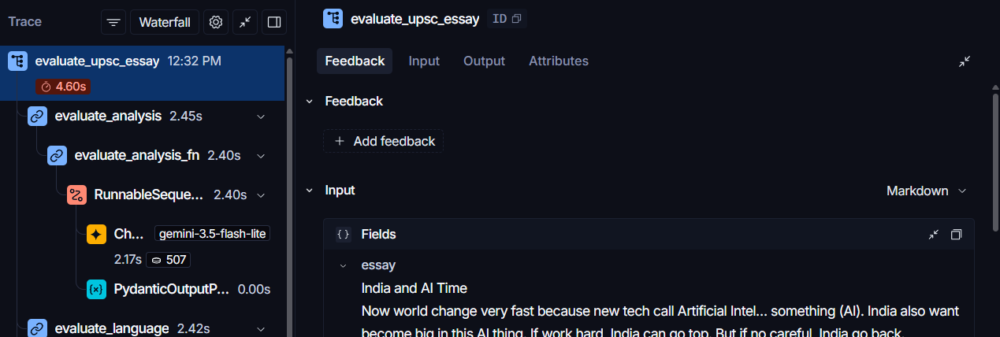 Trace
Waterfall
evaluate_upsc_essay 12:32 PM
4.60s
evaluate_analysis 2.45s
evaluate_analysis_fn 2.40s
RunnableSeque... 2.40s
Ch... gemini-3.5-flash-lite
2.17s 507
PydanticOutputP... 0.00s
evaluate_language 2.42s
evaluate_upsc_essay ID
Feedback Input Output Attributes
Feedback
+ Add feedback
Input
Markdown
{} Fields
essay
India and AI Time
Now world change very fast because new tech call Artificial Intel... something (AI). India also want
become big in this AI thing. If work hard, India can go top. But if no careful, India go back